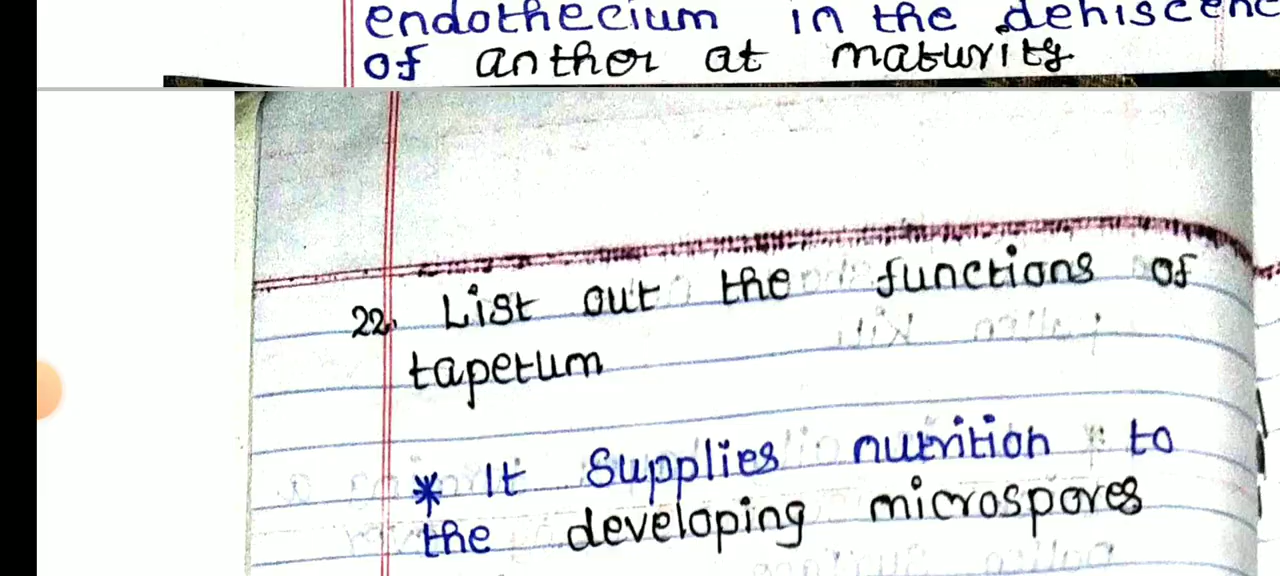 endothecium in the dehiscenc
of anther at maturity
22. List out the functions of
tapetum
* It supplies nutrition to
the developing microspores